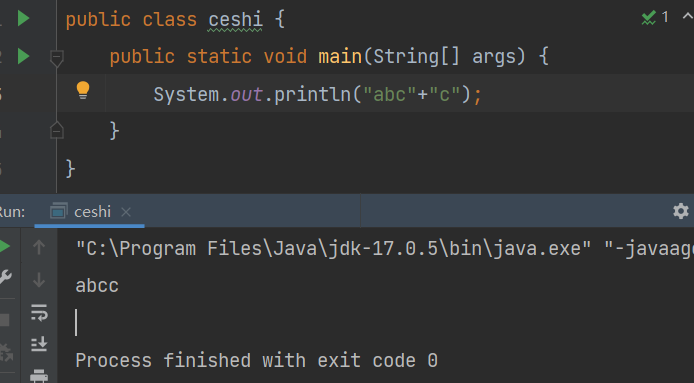 public class ceshi {
public static void main(String[] args) {
System.out.println("abc"+"c");
}
}
1
ceshi
"C:\Program Files\Java\jdk-17.0.5\bin\java.exe" "-javaag
abcc
Process finished with exit code 0